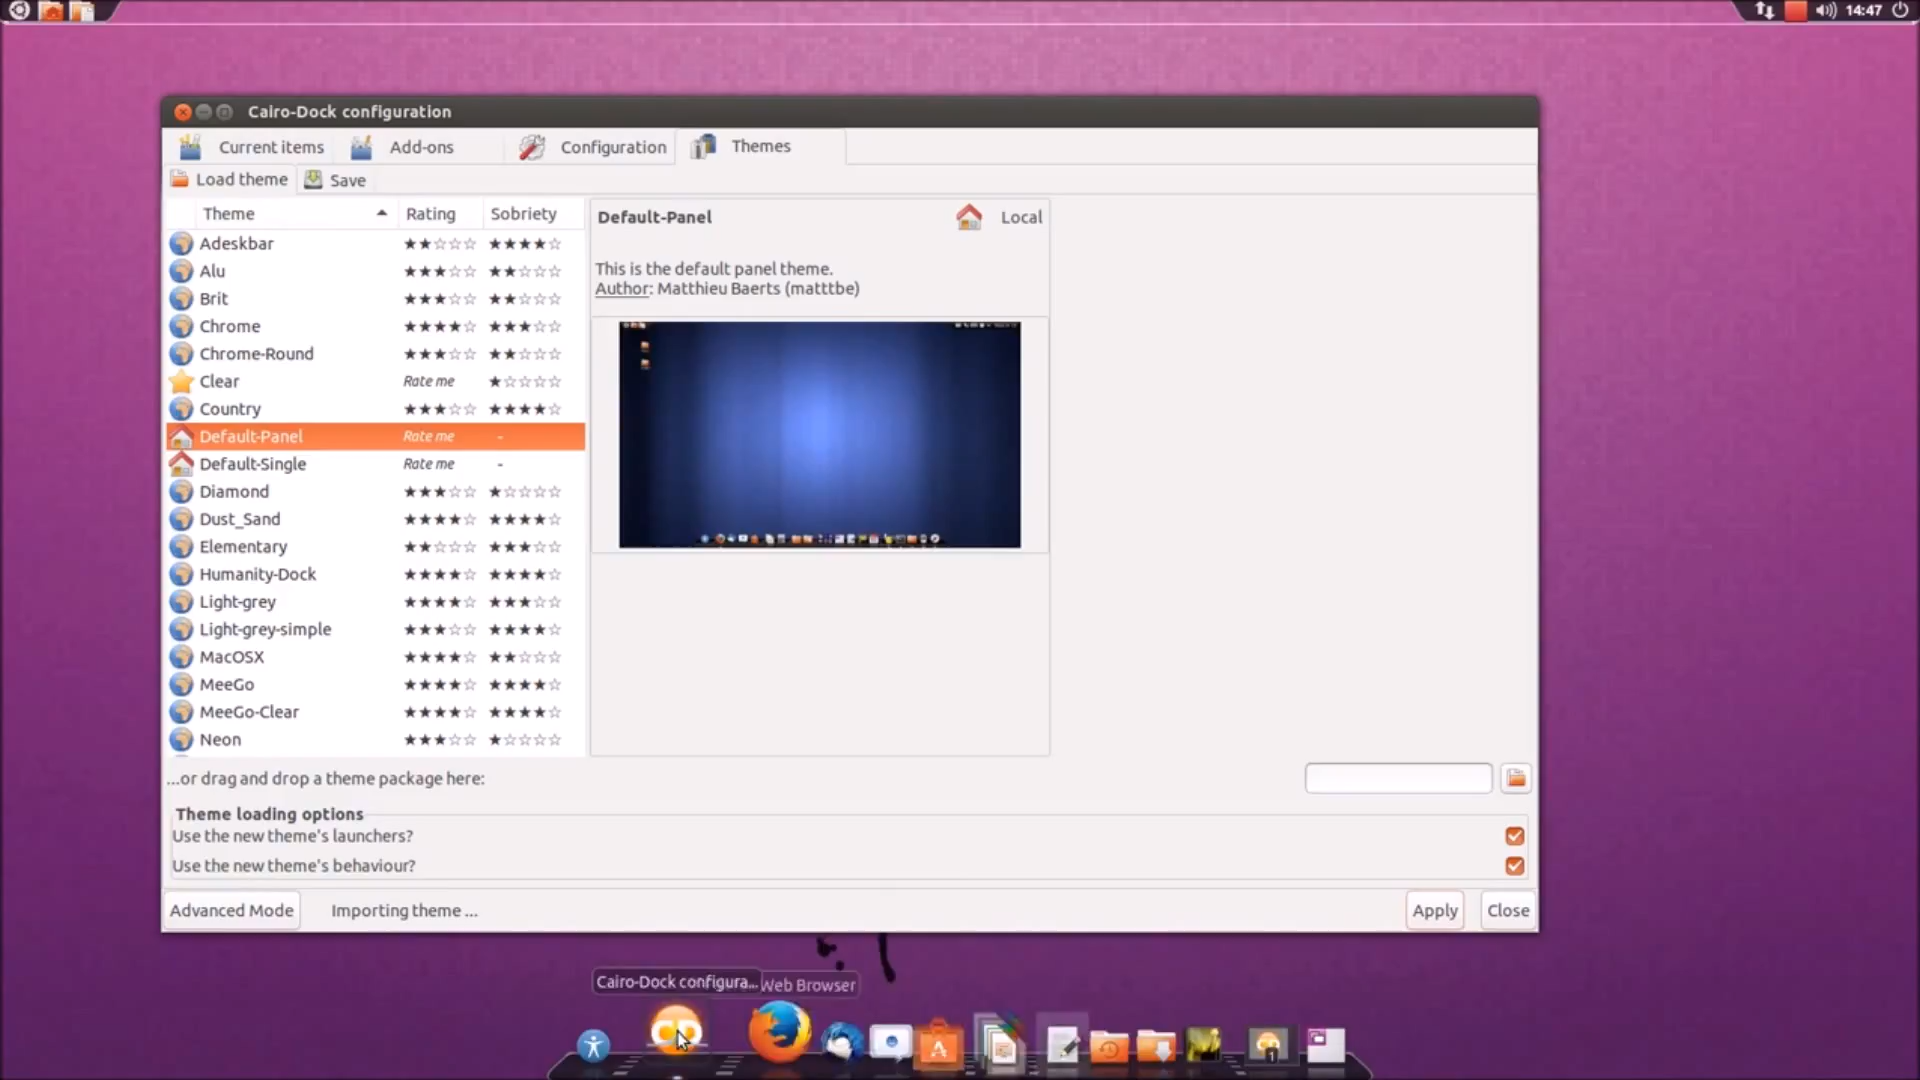 14:47
Cairo-Dock configuration
Current items Add-ons Configuration Themes
Load theme Save
Theme Rating Sobriety
Adeskbar
Alu
Brit
Chrome
Chrome-Round
Clear Rate me
Country
Default-Panel Rate me -
Default-Single Rate me -
Diamond
Dust_Sand
Elementary
Humanity-Dock
Light-grey
Light-grey-simple
MacOSX
MeeGo
MeeGo-Clear
Neon
Default-Panel Local
This is the default panel theme.
Author: Matthieu Baerts (matttbe)
...or drag and drop a theme package here:
Theme loading options
Use the new theme's launchers?
Use the new theme's behaviour?
Advanced Mode Importing theme ... Apply Close
Cairo-Dock configura... Web Browser
1